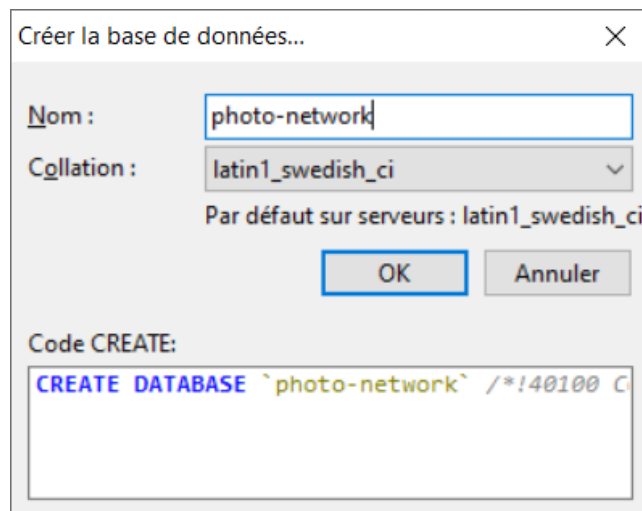 Créer la base de données...
Nom :
photo-network
Collation :
latin1_swedish_ci
Par défaut sur serveurs : latin1_swedish_ci
OK Annuler
Code CREATE:
CREATE DATABASE `photo-network` /*!40100 C